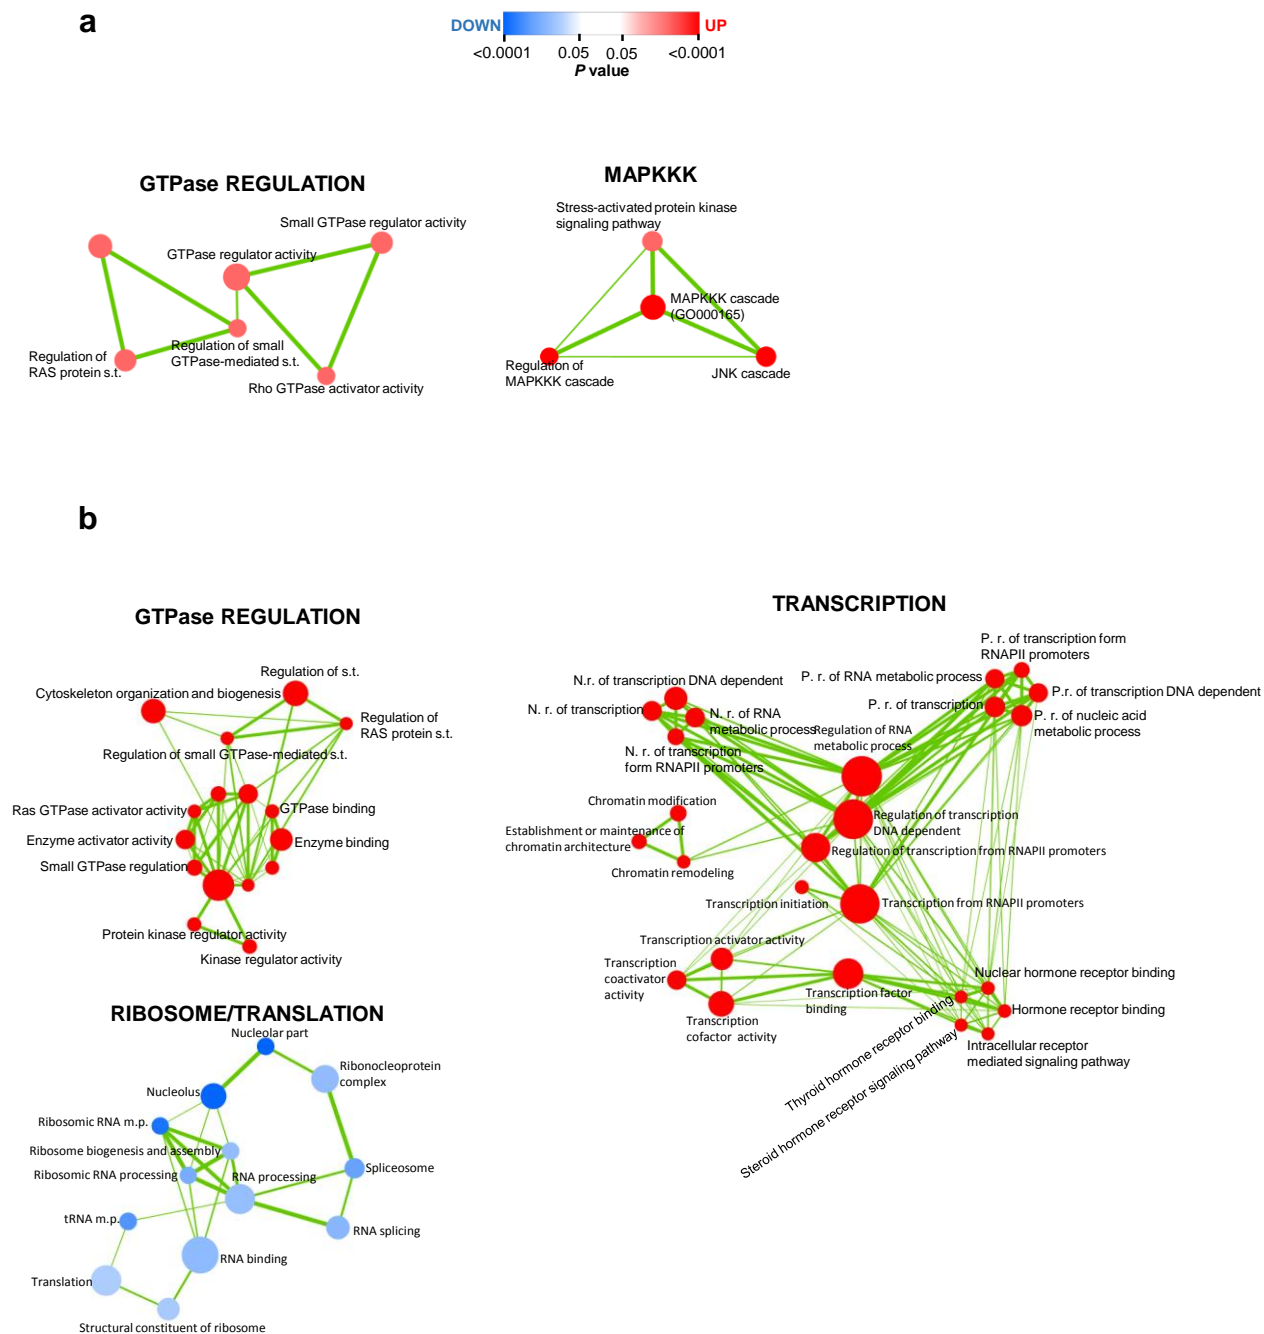 a
DOWN
UP
<0.0001
0.05
0.05
<0.0001
P value
GTPase REGULATION
Small GTPase regulator activity
GTPase regulator activity
Regulation of
RAS protein s.t.
Regulation of small
GTPase-mediated s.t.
Rho GTPase activator activity
MAPKKK
Stress-activated protein kinase
signaling pathway
MAPKKK cascade
(GO000165)
Regulation of
MAPKKK cascade
JNK cascade
b
GTPase REGULATION
Regulation of s.t.
Cytoskeleton organization and biogenesis
Regulation of
RAS protein s.t.
Regulation of small GTPase-mediated s.t.
Ras GTPase activator activity
GTPase binding
Enzyme activator activity
Enzyme binding
Small GTPase regulation
Protein kinase regulator activity
Kinase regulator activity
TRANSCRIPTION
P. r. of transcription form
RNAPII promoters
P. r. of RNA metabolic process
N.r. of transcription DNA dependent
P.r. of transcription DNA dependent
N. r. of transcription
P. r. of transcription
N. r. of RNA
metabolic process
P. r. of nucleic acid
metabolic process
Regulation of RNA
metabolic process
N. r. of transcription
form RNAPII promoters
Chromatin modification
Regulation of transcription
DNA dependent
Establishment or maintenance of
chromatin architecture
Regulation of transcription from RNAPII promoters
Chromatin remodeling
Transcription initiation
Transcription from RNAPII promoters
Transcription activator activity
Transcription
coactivator
activity
Nuclear hormone receptor binding
Transcription factor
binding
Hormone receptor binding
Transcription
cofactor activity
Intracellular receptor
mediated signaling pathway
Thyroid hormone receptor binding
Steroid hormone receptor signaling pathway
RIBOSOME/TRANSLATION
Nucleolar part
Ribonocleoprotein
complex
Nucleolus
Ribosomic RNA m.p.
Ribosome biogenesis and assembly
Spliceosome
Ribosomic RNA processing
RNA processing
tRNA m.p.
RNA splicing
RNA binding
Translation
Structural constituent of ribosome